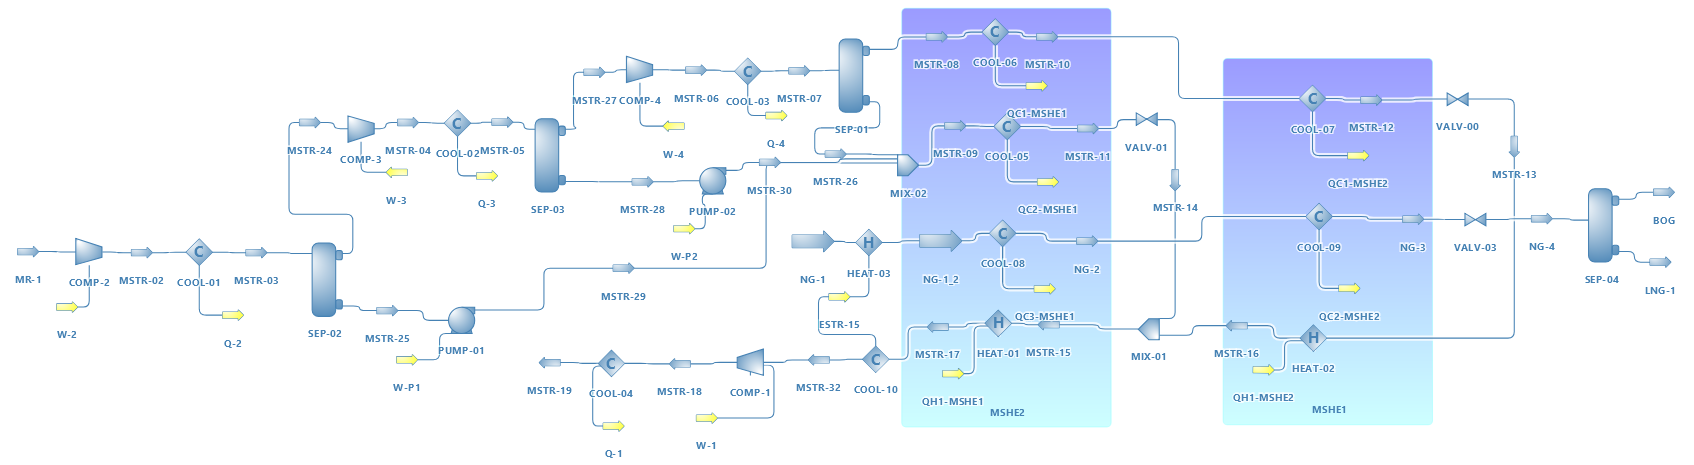 C
MSTR-08
COOL-06
MSTR-10
C
MSTR-27
COMP-4
MSTR-06
COOL-03
MSTR-07
QC1-MSHE1
C
COOL-07
MSTR-12
VALV-00
SEP-01
Q-4
W-4
C
MSTR-24
COMP-3
MSTR-04
COOL-02
MSTR-05
C
MSTR-09
COOL-05
MSTR-11
VALV-01
MSTR-26
MIX-02
MSTR-30
QC1-MSHE2
MSTR-13
W-3
Q-3
SEP-03
MSTR-28
PUMP-02
QC2-MSHE1
MSTR-14
C
COOL-09
NG-3
VALV-03
NG-4
BOG
W-P2
C
MR-1
COMP-2
MSTR-02
COOL-01
MSTR-03
H
NG-1
HEAT-03
NG-1_2
C
COOL-08
NG-2
SEP-04
LNG-1
MSTR-29
W-2
Q-2
SEP-02
MSTR-25
PUMP-01
ESTR-15
QC3-MSHE1
QC2-MSHE2
W-P1
MSTR-17
H
HEAT-01
MSTR-15
MIX-01
MSTR-16
H
HEAT-02
MSTR-19
C
COOL-04
MSTR-18
COMP-1
MSTR-32
C
COOL-10
QH1-MSHE1
MSHE2
QH1-MSHE2
MSHE1
Q-1
W-1